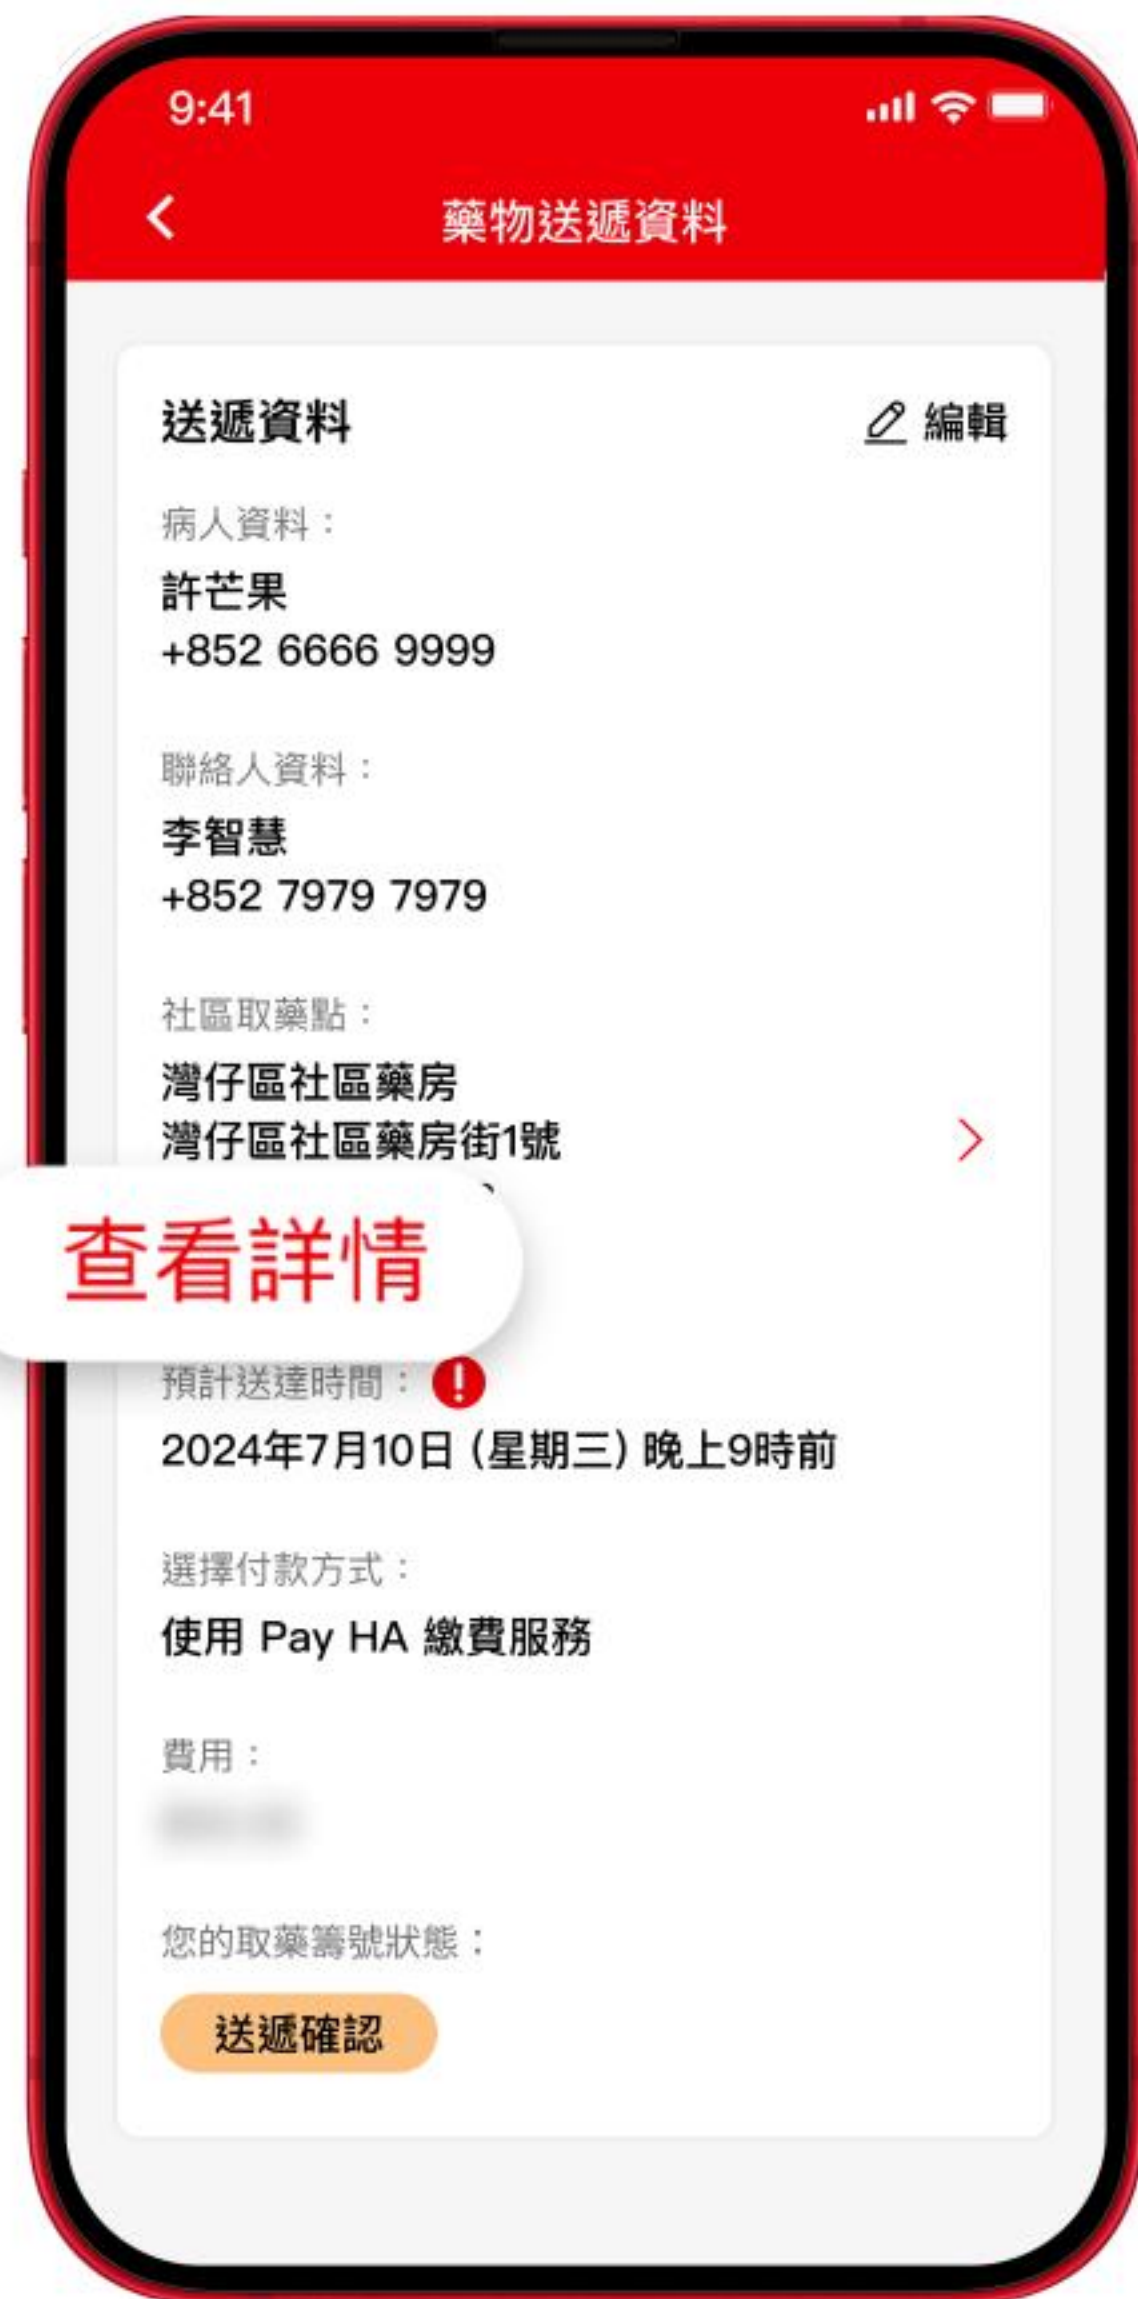 9:41
藥物送遞資料
送遞資料
編輯
病人資料：
許芒果
+852 6666 9999
聯絡人資料：
李智慧
+852 7979 7979
社區取藥點：
灣仔區社區藥房
灣仔區社區藥房街1號
查看詳情
預計送達時間：
2024年7月10日 (星期三) 晚上9時前
選擇付款方式：
使用 Pay HA 繳費服務
費用：
您的取藥籌號狀態：
送遞確認